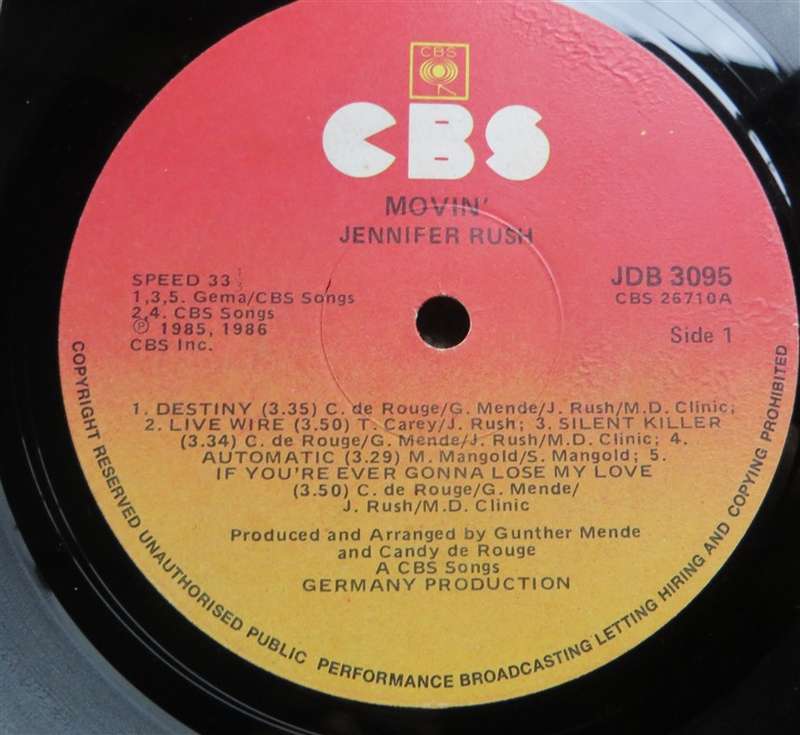 CBS
CBS
MOVIN'
JENNIFER RUSH
SPEED 33 1/3
1,3,5. Gema/CBS Songs
2,4. CBS Songs
Ⓟ 1985, 1986
CBS Inc.
JDB 3095
CBS 26710A
Side 1
1. DESTINY (3.35) C. de Rouge/G. Mende/J. Rush/M.D. Clinic;
2. LIVE WIRE (3.50) T. Carey/J. Rush; 3. SILENT KILLER
(3.34) C. de Rouge/G. Mende/J. Rush/M.D. Clinic; 4.
AUTOMATIC (3.29) M. Mangold/S. Mangold; 5.
IF YOU'RE EVER GONNA LOSE MY LOVE
(3.50) C. de Rouge/G. Mende/
J. Rush/M.D. Clinic
Produced and Arranged by Gunther Mende
and Candy de Rouge
A CBS Songs
GERMANY PRODUCTION
COPYRIGHT RESERVED UNAUTHORISED PUBLIC PERFORMANCE BROADCASTING LETTING HIRING AND COPYING PROHIBITED